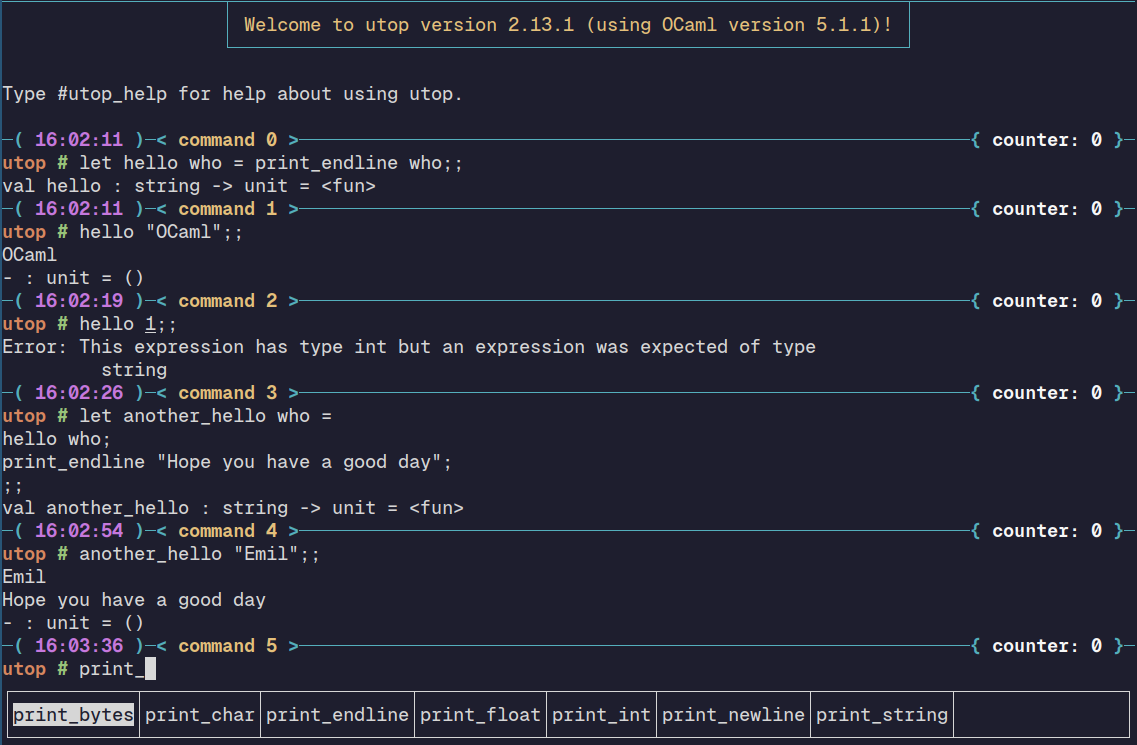 Welcome to utop version 2.13.1 (using OCaml version 5.1.1)!
Type #utop_help for help about using utop.
─( 16:02:11 )─< command 0 >─{ counter: 0 }─
utop # let hello who = print_endline who;;
val hello : string -> unit = <fun>
─( 16:02:11 )─< command 1 >─{ counter: 0 }─
utop # hello "OCaml";;
OCaml
- : unit = ()
─( 16:02:19 )─< command 2 >─{ counter: 0 }─
utop # hello 1;;
Error: This expression has type int but an expression was expected of type
string
─( 16:02:26 )─< command 3 >─{ counter: 0 }─
utop # let another_hello who =
hello who;
print_endline "Hope you have a good day";
;;
val another_hello : string -> unit = <fun>
─( 16:02:54 )─< command 4 >─{ counter: 0 }─
utop # another_hello "Emil";;
Emil
Hope you have a good day
- : unit = ()
─( 16:03:36 )─< command 5 >─{ counter: 0 }─
utop # print_
print_bytes print_char print_endline print_float print_int print_newline print_string